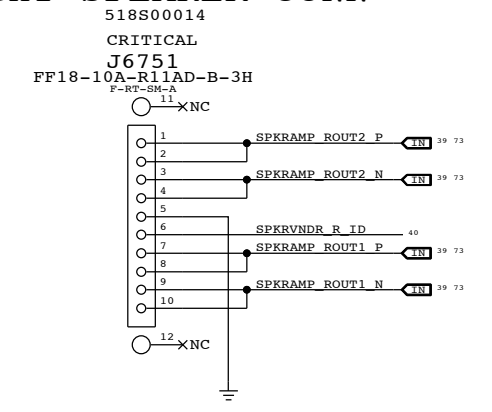 518S00014
CRITICAL
J6751
FF18-10A-R11AD-B-3H
F-RT-SM-A
11 NC
1 SPKRAMP_ROUT2_P IN 39 73
2
3 SPKRAMP_ROUT2_N IN 39 73
4
5
6 SPKRVNDR_R_ID 40
7 SPKRAMP_ROUT1_P IN 39 73
8
9 SPKRAMP_ROUT1_N IN 39 73
10
12 NC